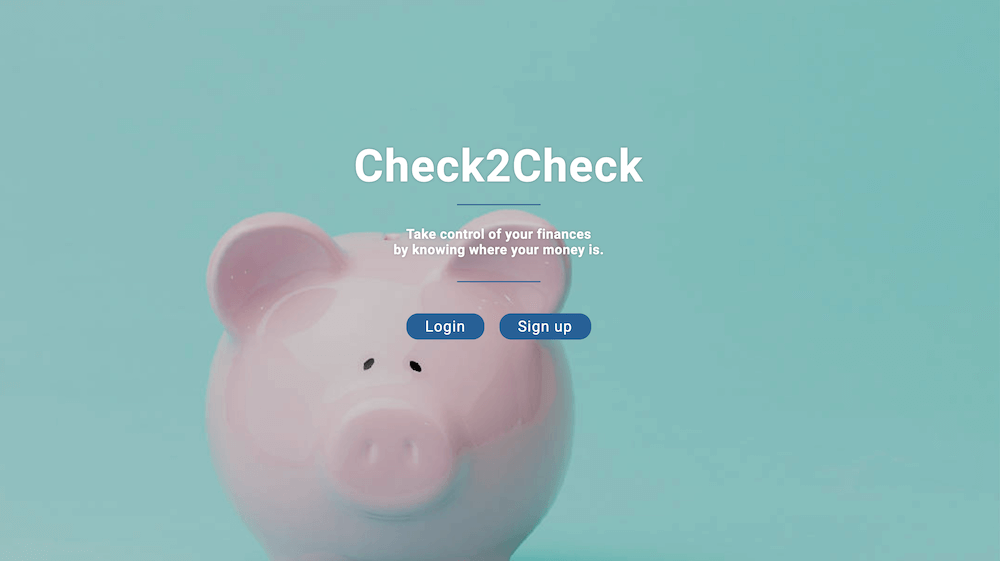 Check2Check
Take control of your finances
by knowing where your money is.
Login
Sign up